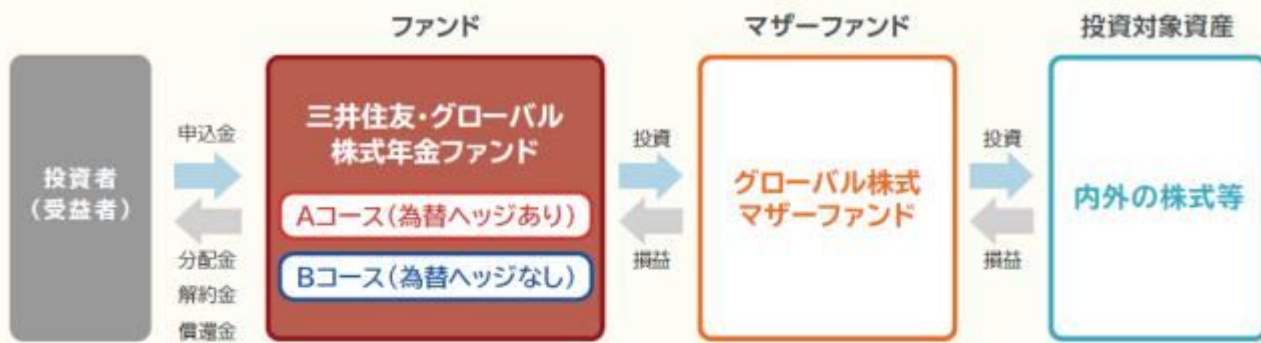 ファンド
マザーファンド
投資対象資産
投資者
(受益者)
申込金
分配金
解約金
償還金
三井住友・グローバル
株式年金ファンド
Aコース(為替ヘッジあり)
Bコース(為替ヘッジなし)
投資
損益
グローバル株式
マザーファンド
投資
損益
内外の株式等